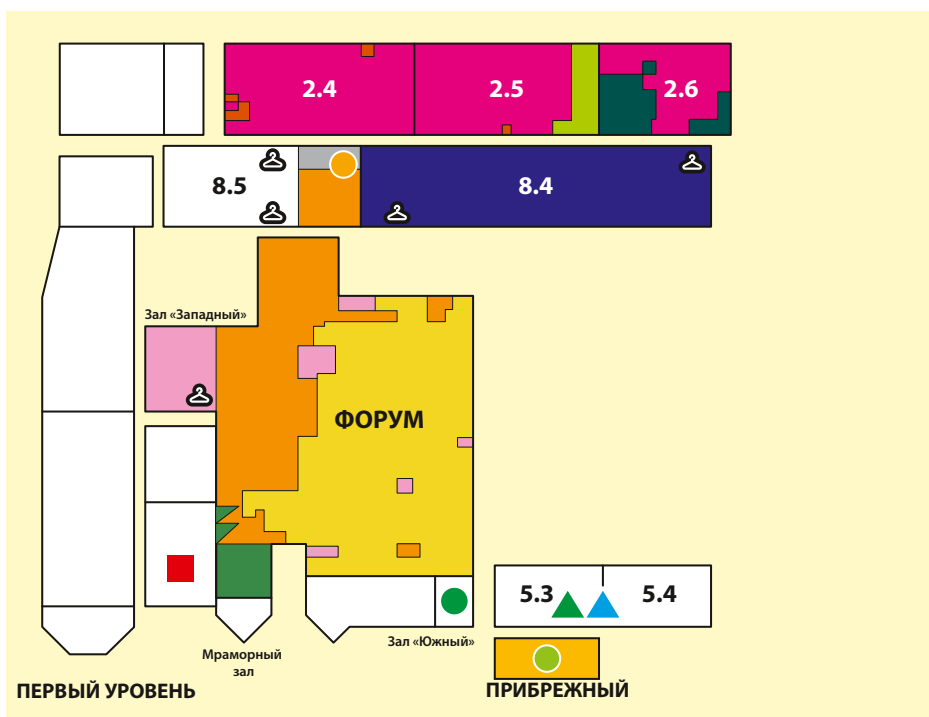 2.4
2.5
2.6
8.5
8.4
Зал «Западный»
ФОРУМ
5.3
5.4
Зал «Южный»
Мраморный
зал
ПЕРВЫЙ УРОВЕНЬ
ПРИБРЕЖНЫЙ